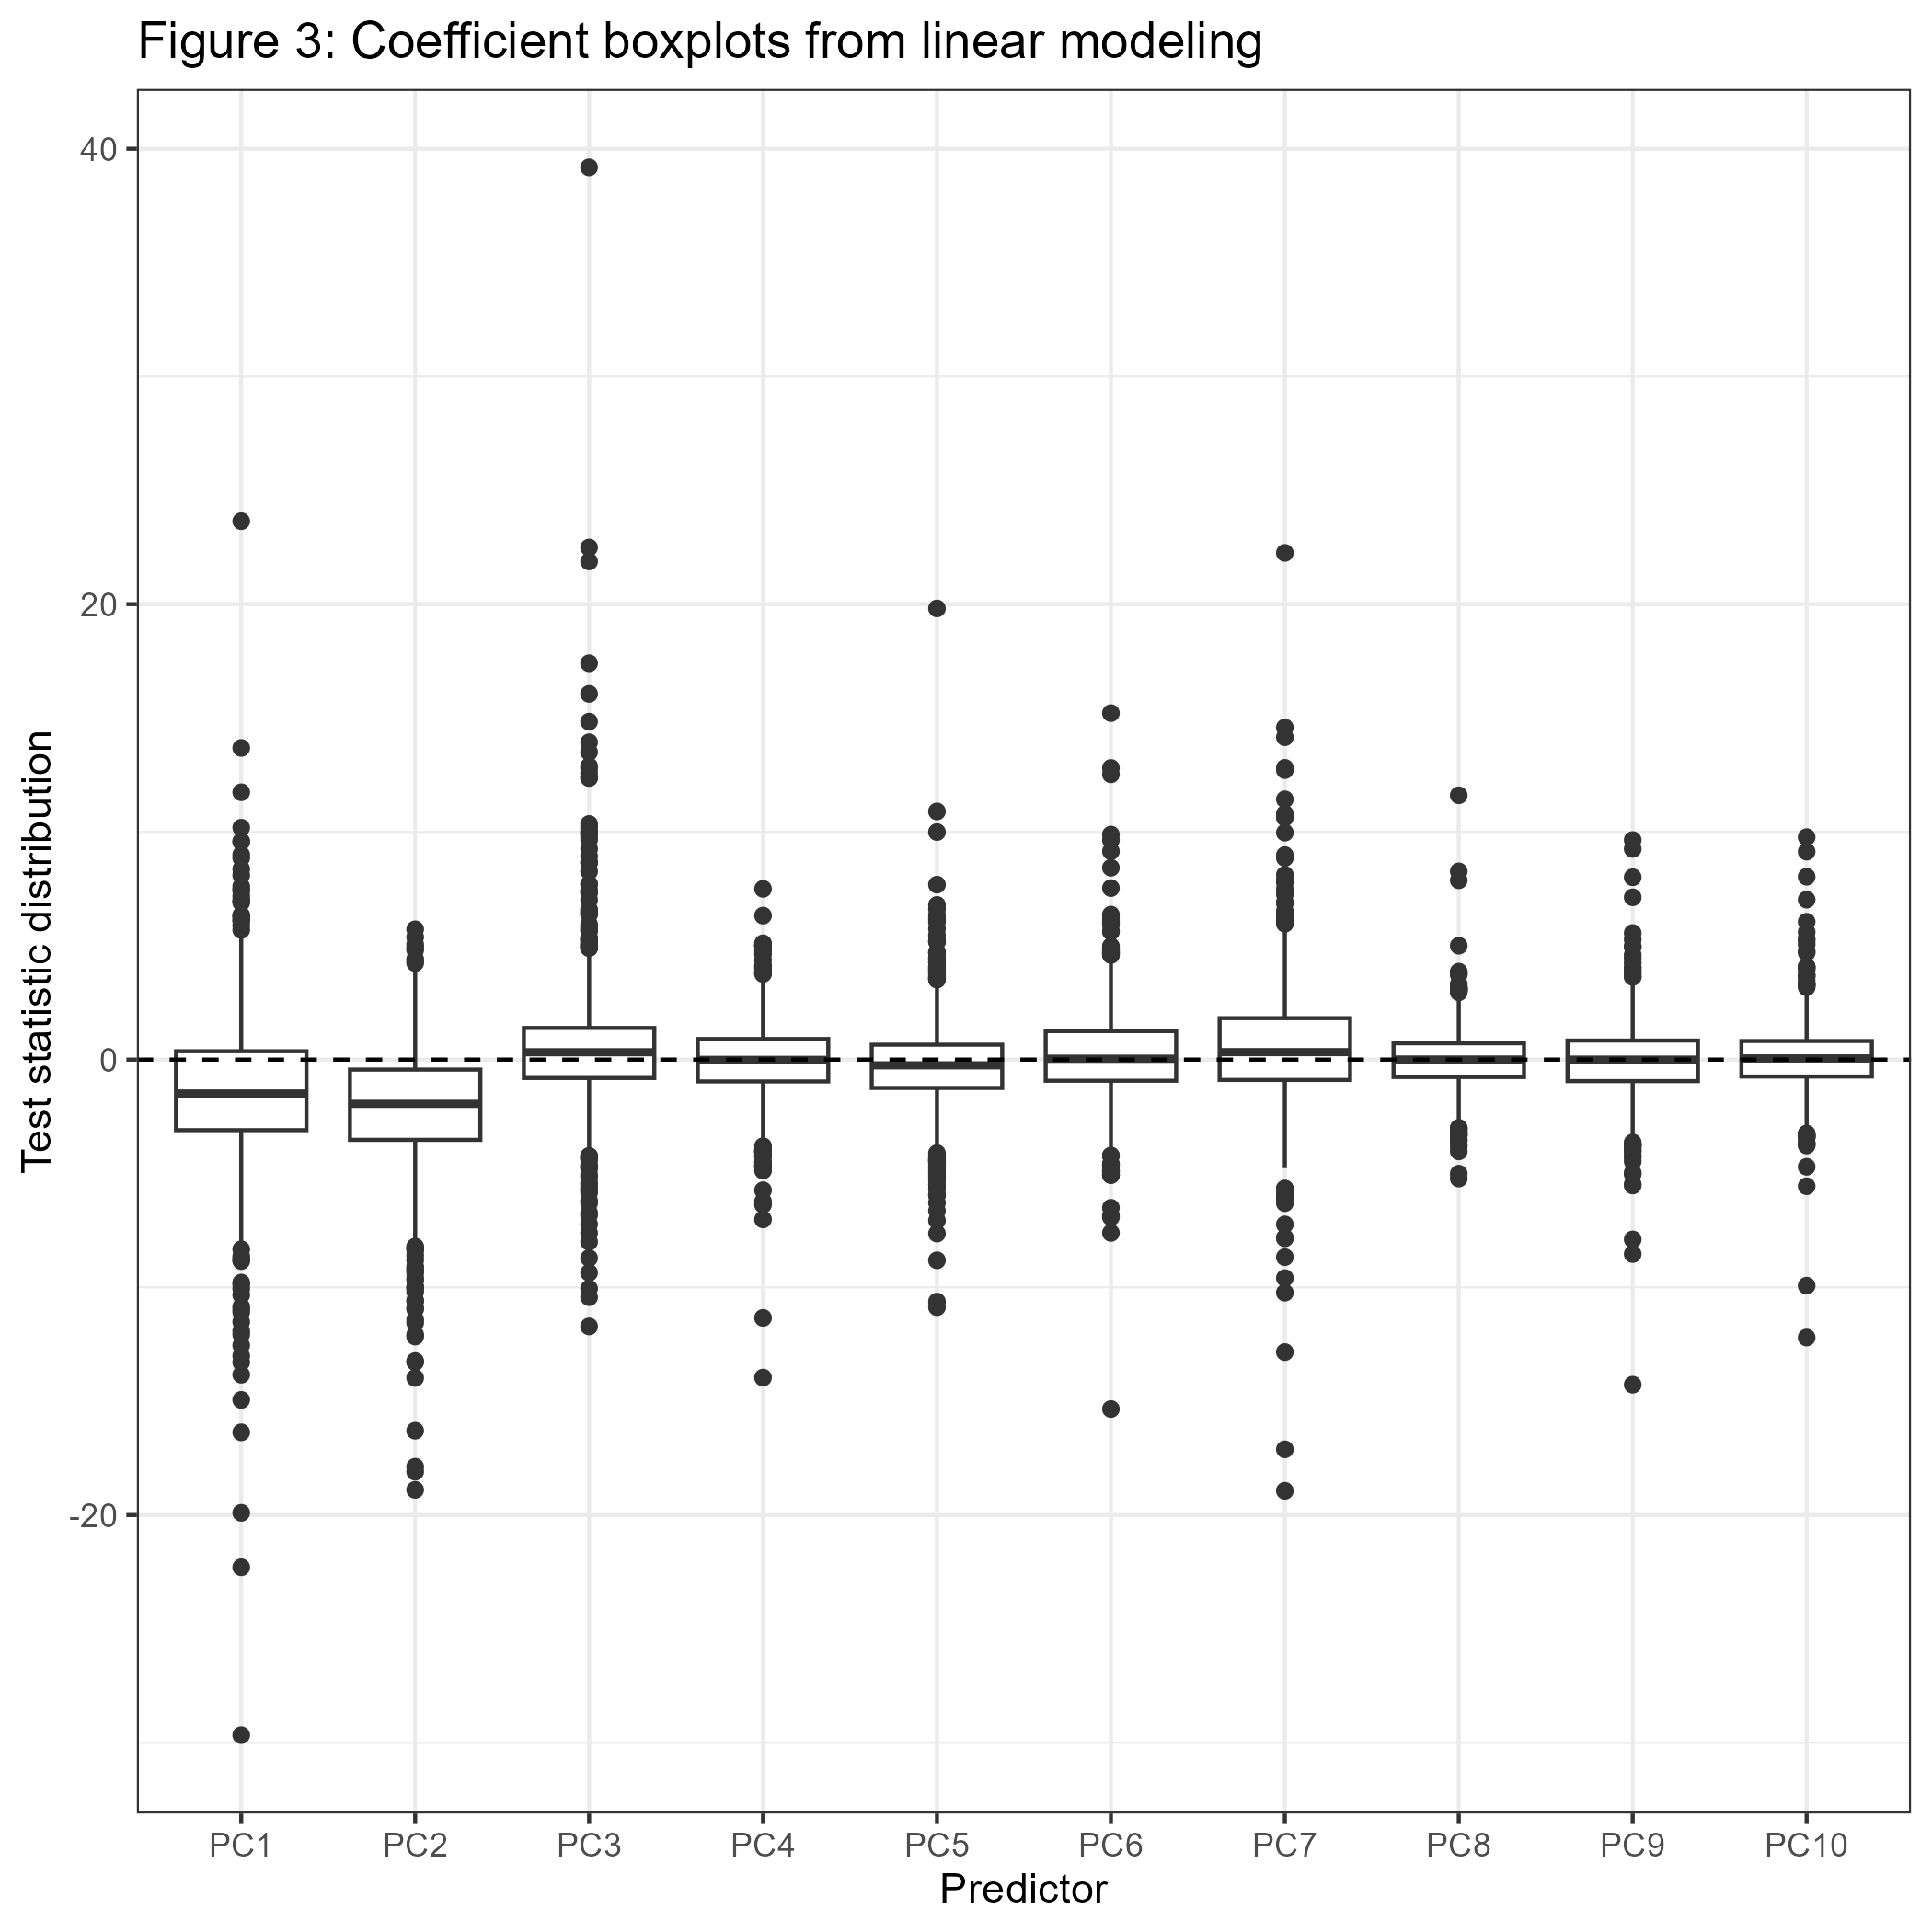 Figure 3: Coefficient boxplots from linear modeling
40
20
0
-20
Test statistic distribution
PC1 PC2 PC3 PC4 PC5 PC6 PC7 PC8 PC9 PC10
Predictor